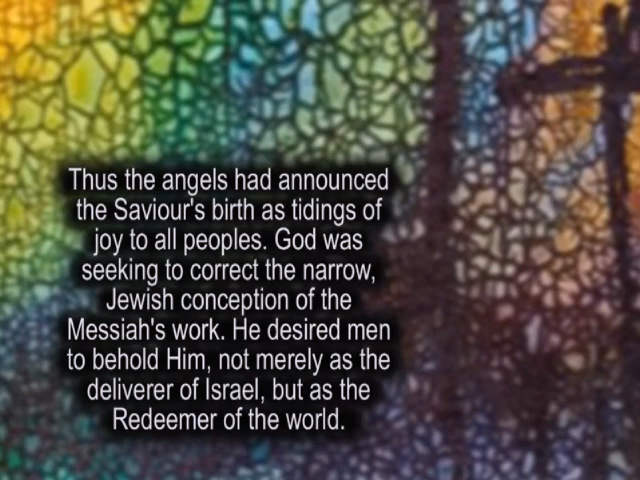 Thus the angels had announced
the Saviour's birth as tidings of
joy to all peoples. God was
seeking to correct the narrow,
Jewish conception of the
Messiah's work. He desired men
to behold Him, not merely as the
deliverer of Israel, but as the
Redeemer of the world.